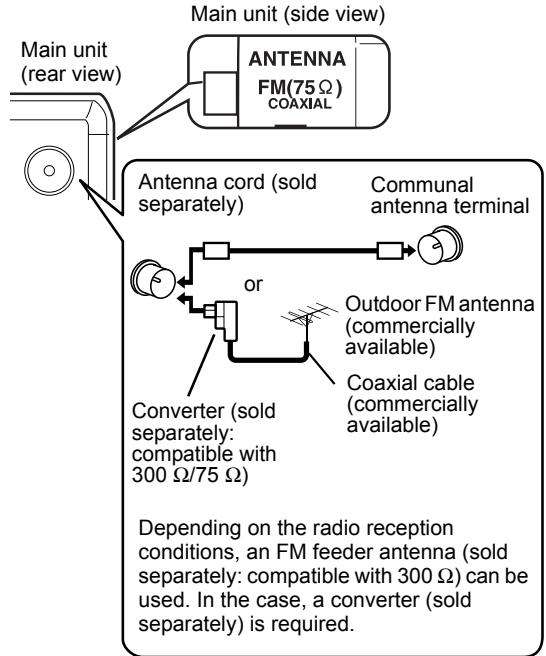 Main unit (side view)
Main unit
(rear view)
ANTENNA
FM(75 Ω)
COAXIAL
Antenna cord (sold
separately)
Communal
antenna terminal
or
Outdoor FM antenna
(commercially
available)
Coaxial cable
(commercially
available)
Converter (sold
separately:
compatible with
300 Ω/75 Ω)
Depending on the radio reception
conditions, an FM feeder antenna (sold
separately: compatible with 300 Ω) can be
used. In the case, a converter (sold
separately) is required.